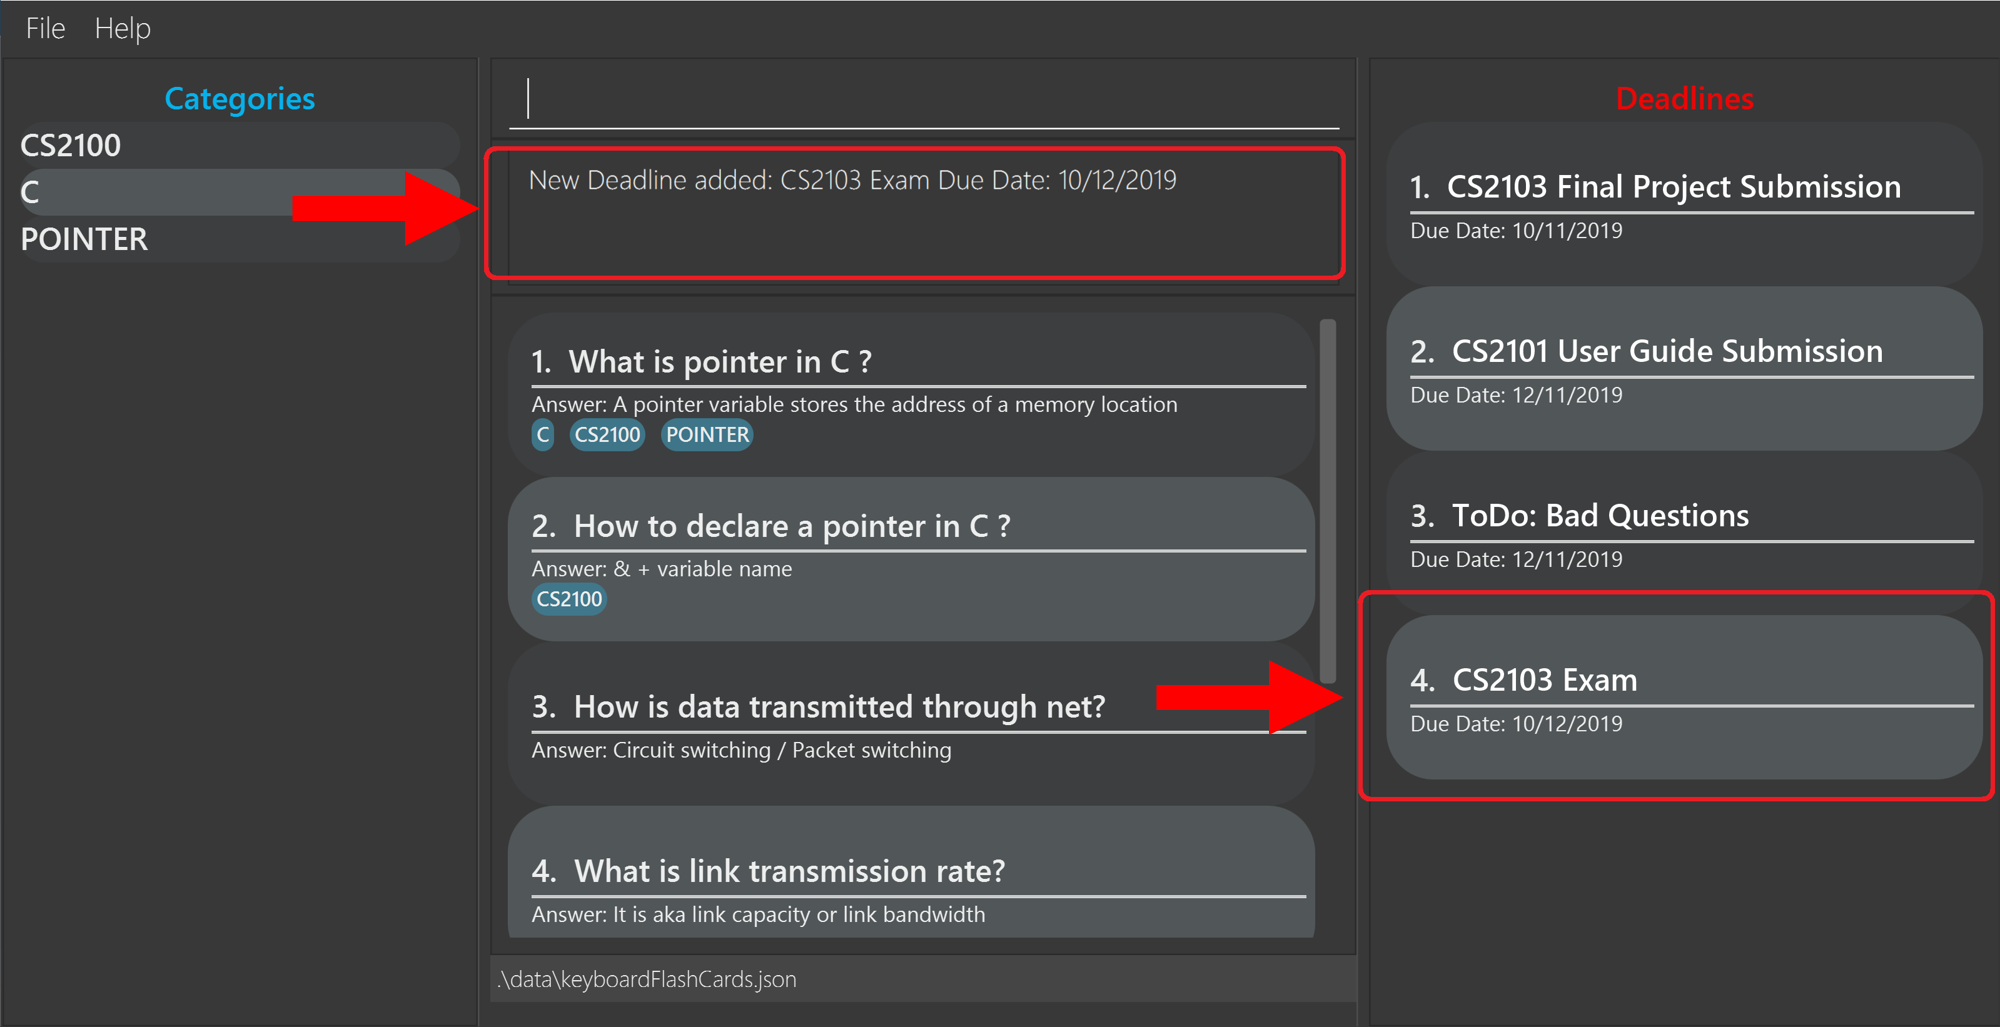 File Help
Categories
CS2100
C
POINTER
New Deadline added: CS2103 Exam Due Date: 10/12/2019
1. What is pointer in C ?
Answer: A pointer variable stores the address of a memory location
C CS2100 POINTER
2. How to declare a pointer in C ?
Answer: & + variable name
CS2100
3. How is data transmitted through net?
Answer: Circuit switching / Packet switching
4. What is link transmission rate?
Answer: It is aka link capacity or link bandwidth
.\data\keyboardFlashCards.json
Deadlines
1. CS2103 Final Project Submission
Due Date: 10/11/2019
2. CS2101 User Guide Submission
Due Date: 12/11/2019
3. ToDo: Bad Questions
Due Date: 12/11/2019
4. CS2103 Exam
Due Date: 10/12/2019